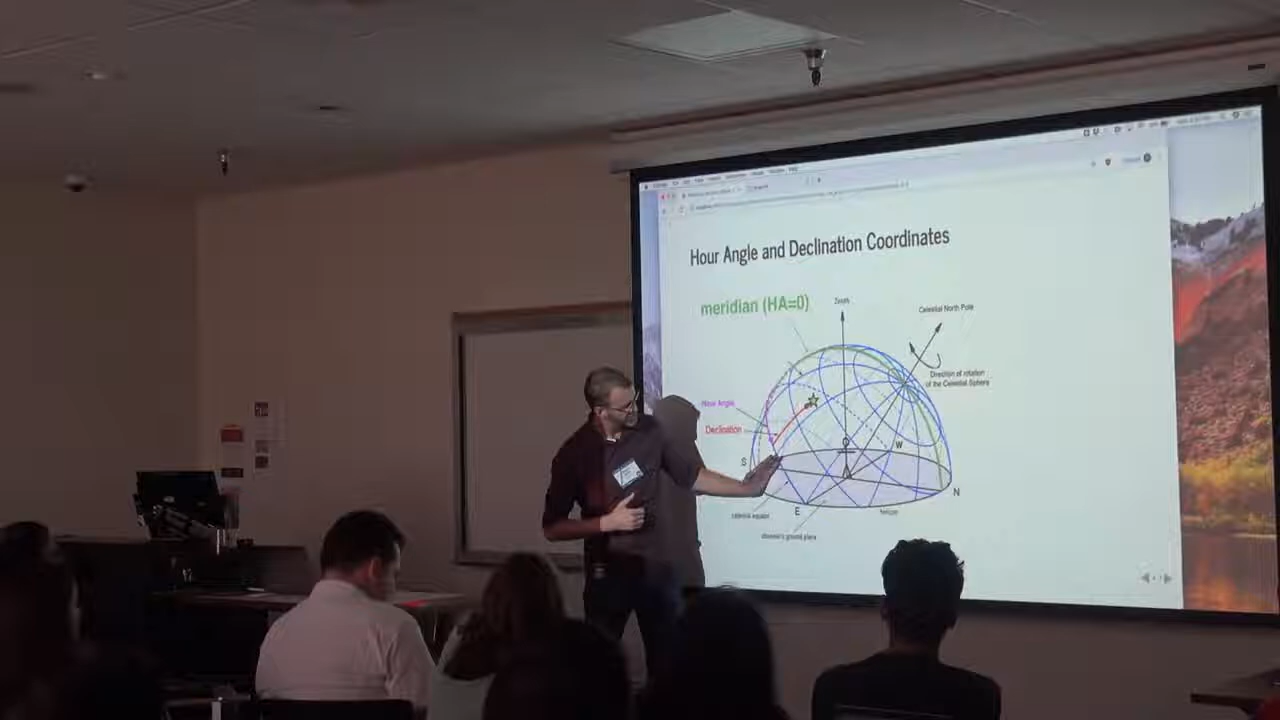 Hour Angle and Declination Coordinates
meridian (HA=0)
Zenith
Celestial North Pole
Direction of rotation
of the Celestial Sphere
Hour Angle
Declination
S
W
N
E
celestial equator
horizon
observer's ground plane